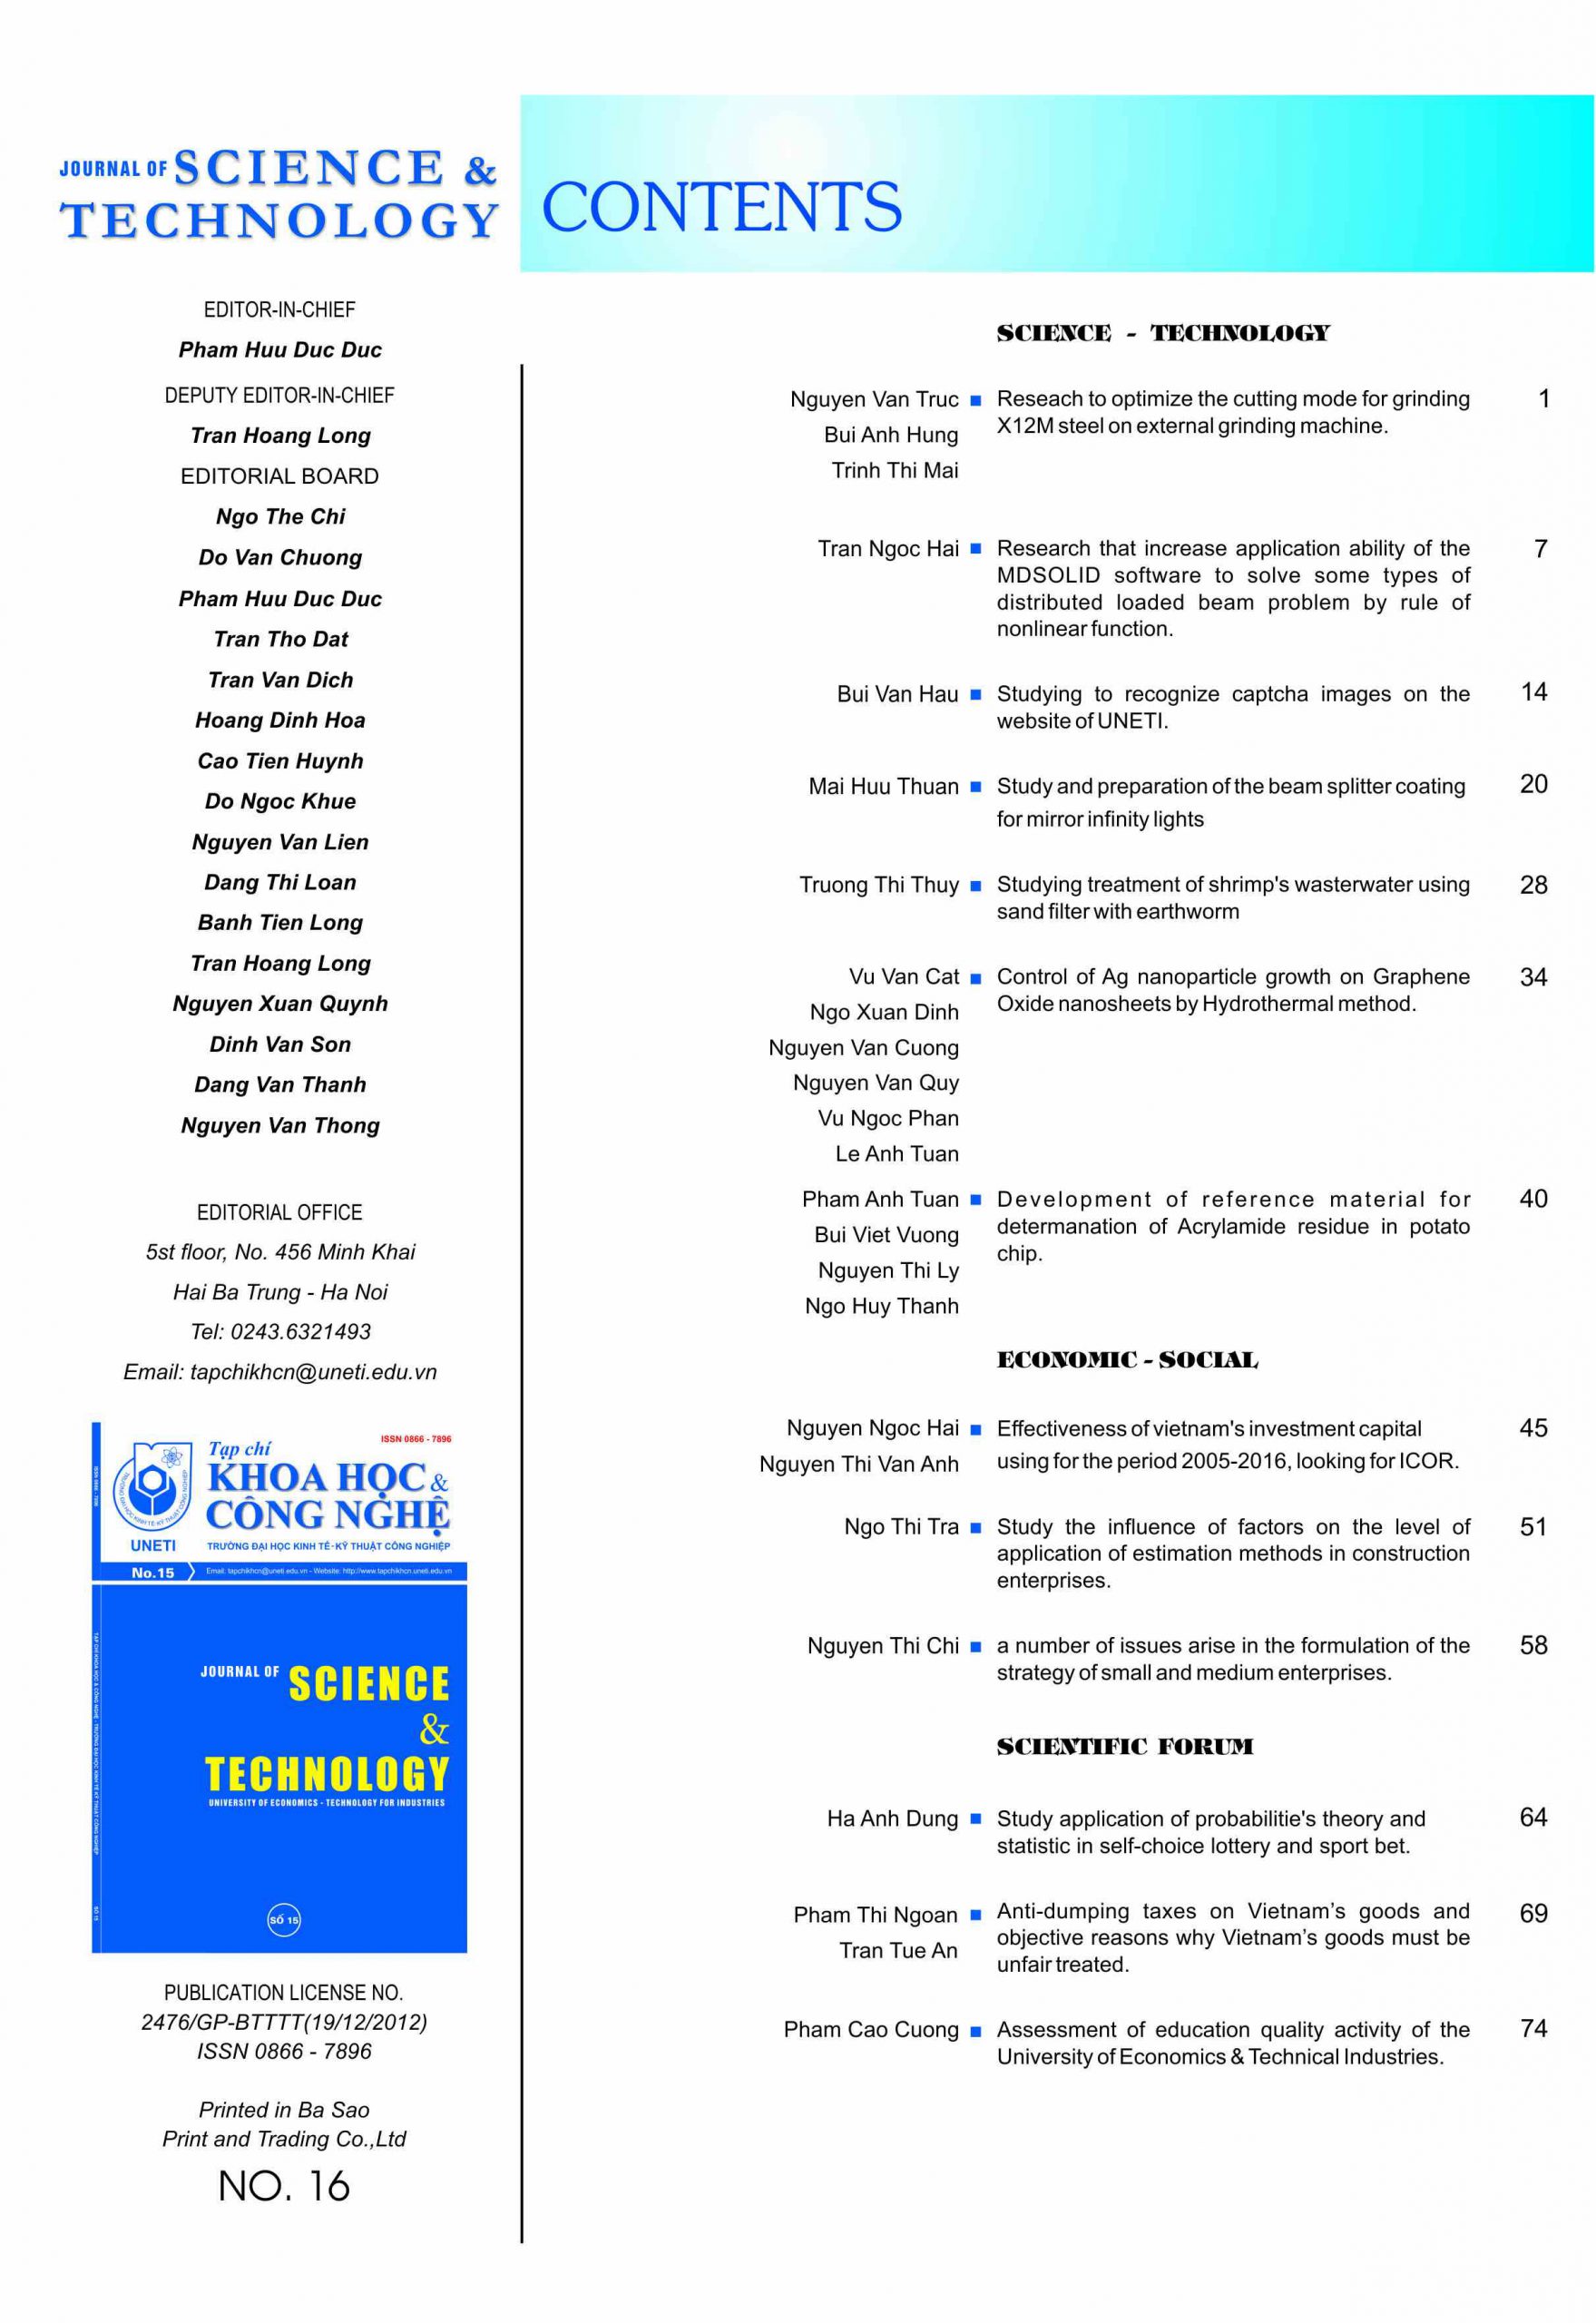 JOURNAL OF SCIENCE &
TECHNOLOGY
CONTENTS
EDITOR-IN-CHIEF
Pham Huu Duc Duc
DEPUTY EDITOR-IN-CHIEF
Tran Hoang Long
EDITORIAL BOARD
Ngo The Chi
Do Van Chuong
Pham Huu Duc Duc
Tran Tho Dat
Tran Van Dich
Hoang Dinh Hoa
Cao Tien Huynh
Do Ngoc Khue
Nguyen Van Lien
Dang Thi Loan
Banh Tien Long
Tran Hoang Long
Nguyen Xuan Quynh
Dinh Van Son
Dang Van Thanh
Nguyen Van Thong
EDITORIAL OFFICE
5st floor, No. 456 Minh Khai
Hai Ba Trung - Ha Noi
Tel: 0243.6321493
Email: tapchikhcn@uneti.edu.vn
ISSN 0866 - 7896
Tạp chí
KHOA HỌC &
CÔNG NGHỆ
UNETI
TRƯỜNG ĐẠI HỌC KINH TẾ-KỸ THUẬT CÔNG NGHIỆP
No.15
Email: tapchikhcn@uneti.edu.vn - Website: http://www.tapchikhcn.uneti.edu.vn
JOURNAL OF SCIENCE
&
TECHNOLOGY
UNIVERSITY OF ECONOMICS - TECHNOLOGY FOR INDUSTRIES
SỐ 15
PUBLICATION LICENSE NO.
2476/GP-BTTTT(19/12/2012)
ISSN 0866 - 7896
Printed in Ba Sao
Print and Trading Co.,Ltd
NO. 16
SCIENCE - TECHNOLOGY
Nguyen Van Truc ■ Reseach to optimize the cutting mode for grinding 1
Bui Anh Hung X12M steel on external grinding machine.
Trinh Thi Mai
Tran Ngoc Hai ■ Research that increase application ability of the 7
MDSOLID software to solve some types of
distributed loaded beam problem by rule of
nonlinear function.
Bui Van Hau ■ Studying to recognize captcha images on the 14
website of UNETI.
Mai Huu Thuan ■ Study and preparation of the beam splitter coating 20
for mirror infinity lights
Truong Thi Thuy ■ Studying treatment of shrimp's wasterwater using 28
sand filter with earthworm
Vu Van Cat ■ Control of Ag nanoparticle growth on Graphene 34
Ngo Xuan Dinh Oxide nanosheets by Hydrothermal method.
Nguyen Van Cuong
Nguyen Van Quy
Vu Ngoc Phan
Le Anh Tuan
Pham Anh Tuan ■ Development of reference material for 40
Bui Viet Vuong determanation of Acrylamide residue in potato
chip.
Nguyen Thi Ly
Ngo Huy Thanh
ECONOMIC - SOCIAL
Nguyen Ngoc Hai ■ Effectiveness of vietnam's investment capital 45
Nguyen Thi Van Anh using for the period 2005-2016, looking for ICOR.
Ngo Thi Tra ■ Study the influence of factors on the level of 51
application of estimation methods in construction
enterprises.
Nguyen Thi Chi ■ a number of issues arise in the formulation of the 58
strategy of small and medium enterprises.
SCIENTIFIC FORUM
Ha Anh Dung ■ Study application of probabilitie's theory and 64
statistic in self-choice lottery and sport bet.
Pham Thi Ngoan ■ Anti-dumping taxes on Vietnam’s goods and 69
Tran Tue An objective reasons why Vietnam’s goods must be
unfair treated.
Pham Cao Cuong ■ Assessment of education quality activity of the 74
University of Economics & Technical Industries.